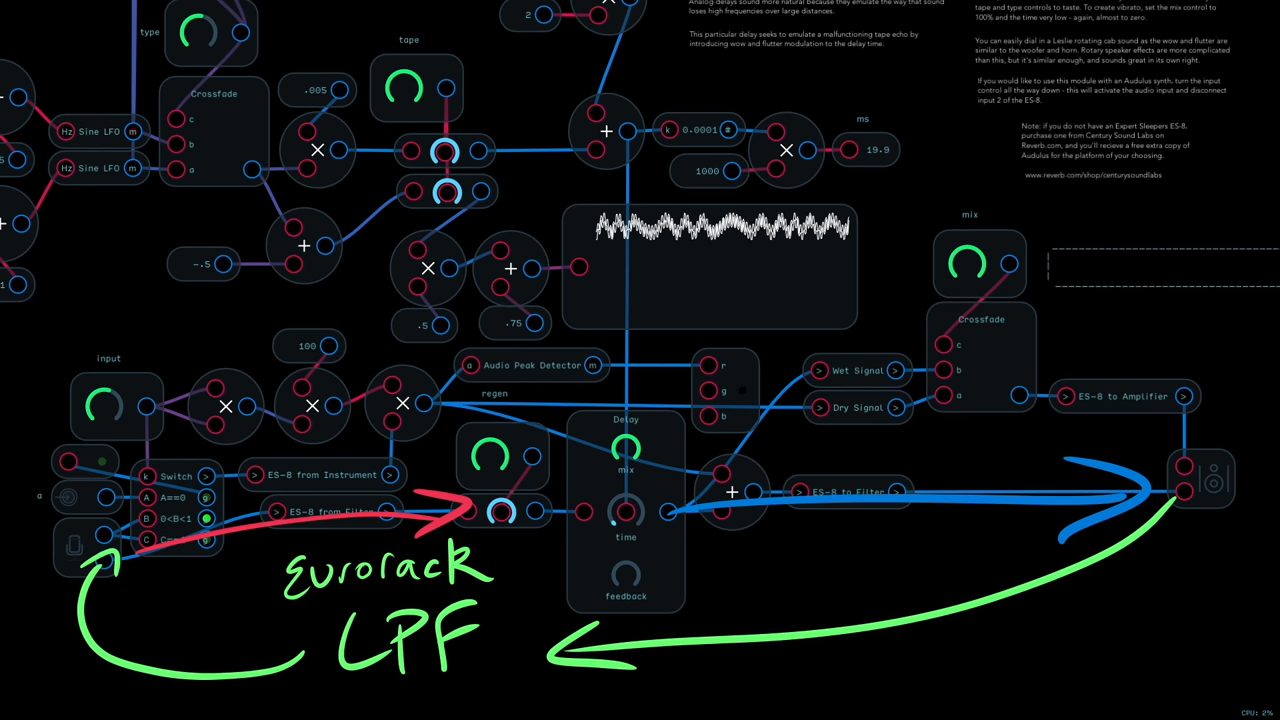 Analog delays sound more natural because they emulate the way that sound
loses high frequencies over large distances.
This particular delay seeks to emulate a malfunctioning tape echo by
introducing wow and flutter modulation to the delay time.
tape and type controls to taste. To create vibrato, set the mix control to
100% and the time very low - again, almost to zero.
You can easily dial in a Leslie rotating cab sound as the wow and flutter are
similar to the woofer and horn. Rotary speaker effects are more complicated
than this, but it's similar enough, and sounds great in its own right.
If you would like to use this module with an Audulus synth, turn the input
control all the way down - this will activate the audio input and disconnect
input 2 of the ES-8.
Note: if you do not have an Expert Sleepers ES-8,
purchase one from Century Sound Labs on
Reverb.com, and you'll recieve a free extra copy of
Audulus for the platform of your choosing.
www.reverb.com/shop/centurysoundlabs
2
type
tape
Crossfade
c
b
a
.005
Hz Sine LFO m
Hz Sine LFO m
5
1
-.5
k 0.0001 #
1000
ms
19.9
.5
.75
mix
Crossfade
c
b
a
100
input
a Audio Peak Detector m
regen
r
g
b
Wet Signal
Dry Signal
ES-8 to Amplifier
Delay
mix
time
feedback
a
k Switch
A A==0 g
B 0<B<1
C g
ES-8 from Instrument
ES-8 from Filter
ES-8 to Filter
Eurorack
LPF
CPU: 2%